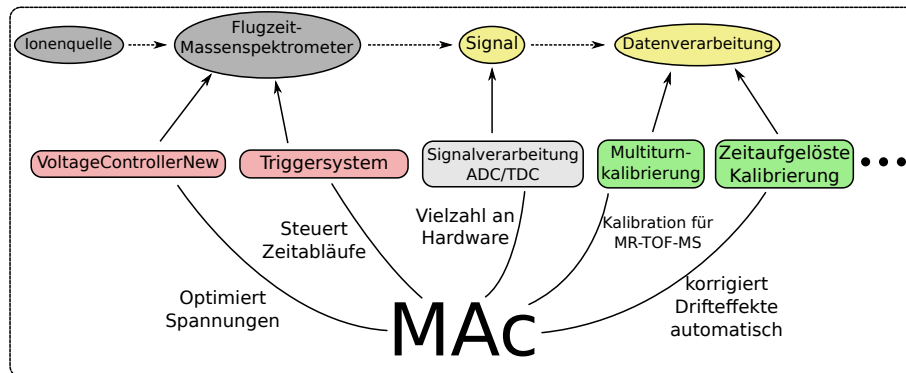 Ionenquelle
Flugzeit-
Massenspektrometer
Signal
Datenverarbeitung
VoltageControllerNew
Triggersystem
Signalverarbeitung
ADC/TDC
Multiturn-
kalibrierung
Zeitaufgelöste
Kalibrierung
Steuert
Zeitabläufe
Vielzahl an
Hardware
Kalibration für
MR-TOF-MS
Optimiert
Spannungen
korrigiert
Drifteffekte
automatisch
MAc